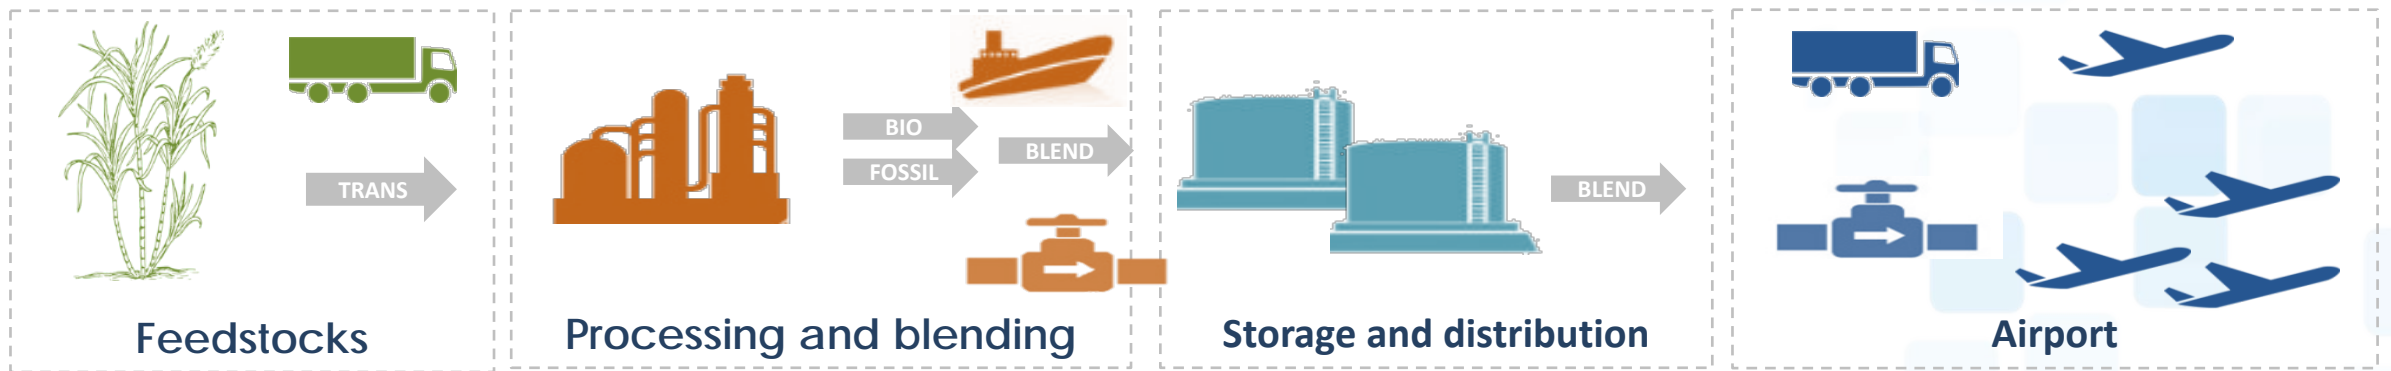 TRANS
Feedstocks
BIO
FOSSIL
BLEND
Processing and blending
BLEND
Storage and distribution
Airport